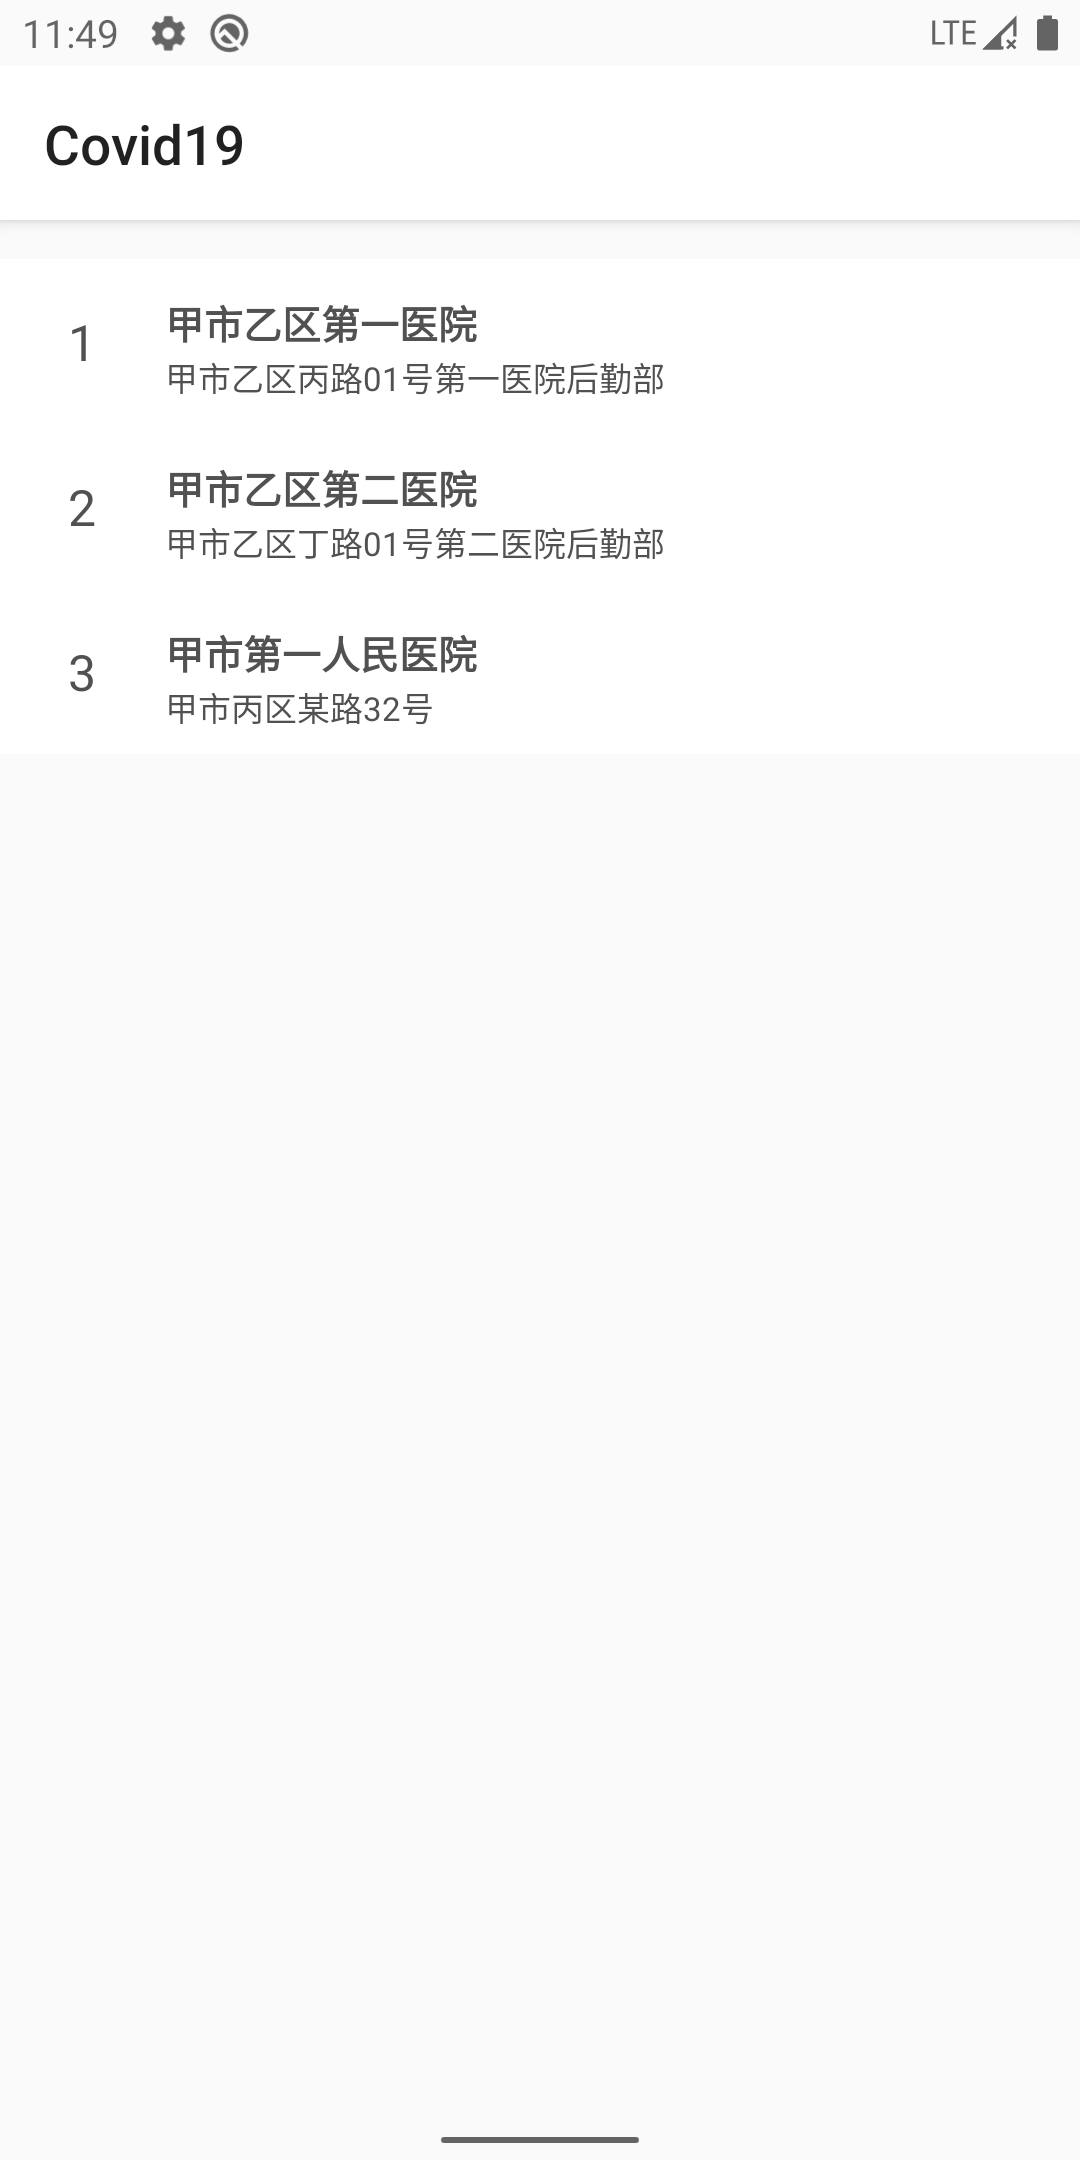 11:49 LTE
Covid19
1
甲市乙区第一医院
甲市乙区丙路01号第一医院后勤部
2
甲市乙区第二医院
甲市乙区丁路01号第二医院后勤部
3
甲市第一人民医院
甲市丙区某路32号